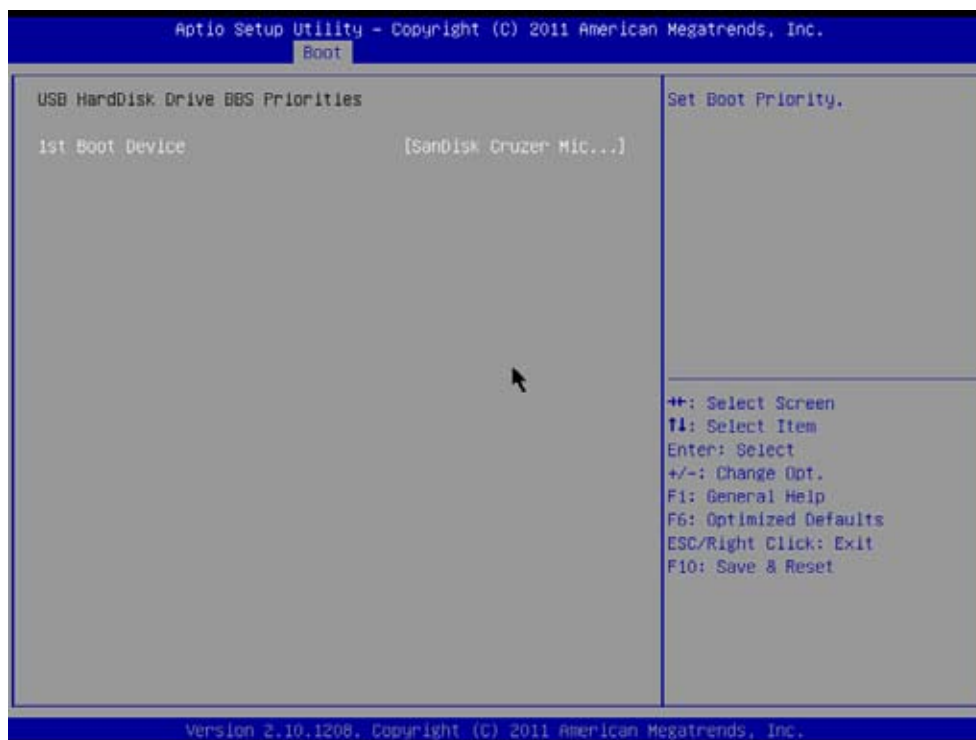 Aptio Setup Utility - Copyright (C) 2011 American Megatrends, Inc.
Boot
USB HardDisk Drive BBS Priorities
1st Boot Device [SanDisk Cruzer Mic...]
Set Boot Priority.
→←: Select Screen
↑↓: Select Item
Enter: Select
+/-: Change Opt.
F1: General Help
F6: Optimized Defaults
ESC/Right Click: Exit
F10: Save & Reset
Version 2.10.1208. Copyright (C) 2011 American Megatrends, Inc.